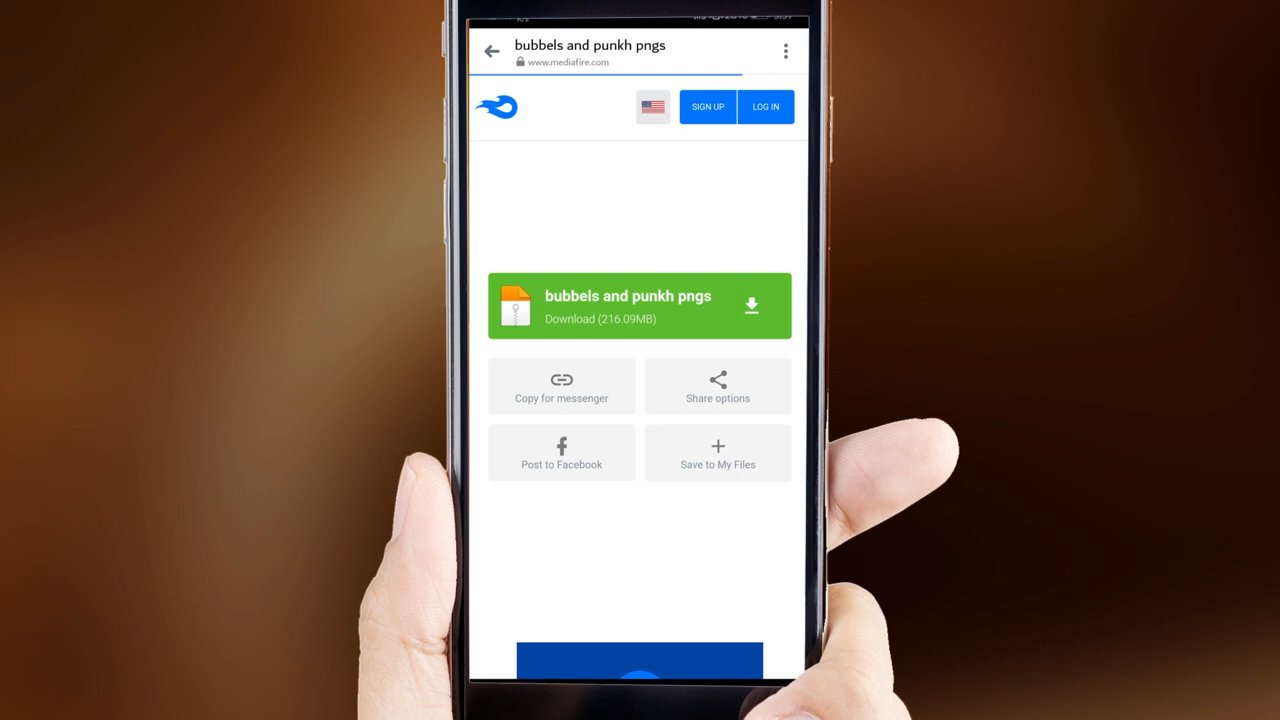 bubbels and punkh pngs
www.mediafire.com
SIGN UP
LOG IN
bubbels and punkh pngs
Download (216.09MB)
Copy for messenger
Share options
Post to Facebook
Save to My Files